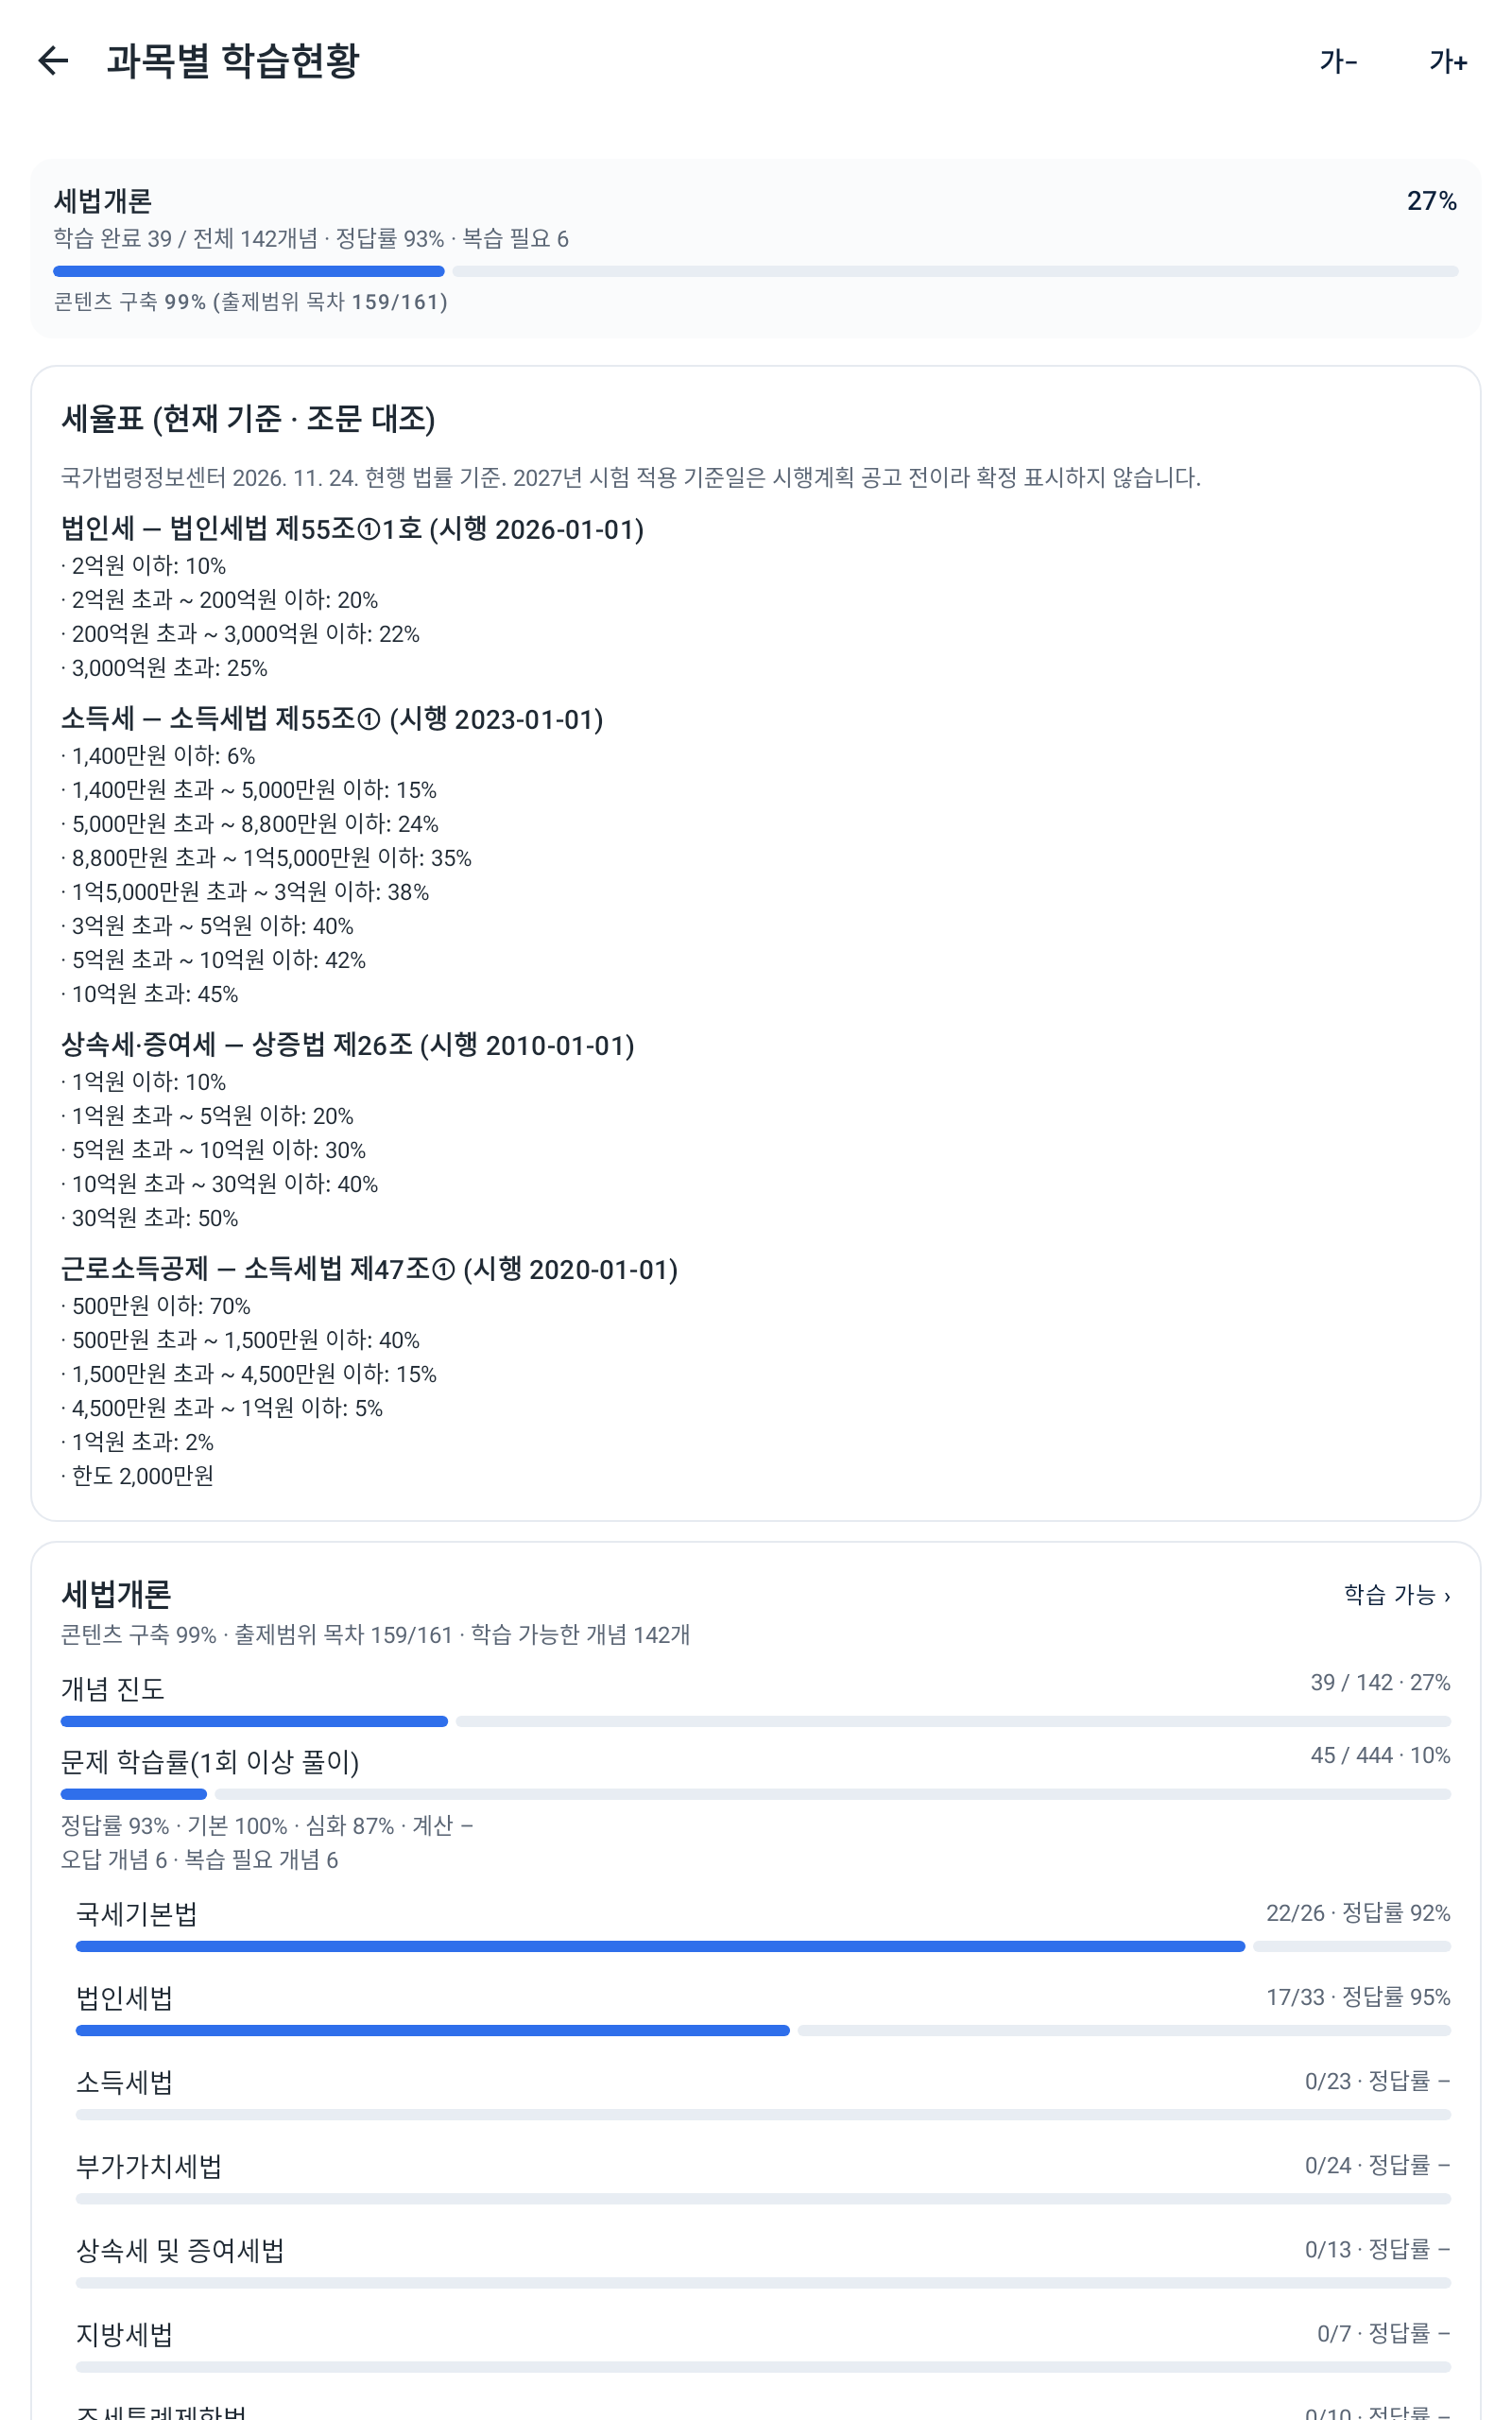 과목별 학습현황
가-
가+
세법개론
27%
학습 완료 39 / 전체 142개념 · 정답률 93% · 복습 필요 6
콘텐츠 구축 99% (출제범위 목차 159/161)
세율표 (현재 기준 · 조문 대조)
국가법령정보센터 2026. 11. 24. 현행 법률 기준. 2027년 시험 적용 기준일은 시행계획 공고 전이라 확정 표시하지 않습니다.
법인세 — 법인세법 제55조①1호 (시행 2026-01-01)
· 2억원 이하: 10%
· 2억원 초과 ~ 200억원 이하: 20%
· 200억원 초과 ~ 3,000억원 이하: 22%
· 3,000억원 초과: 25%
소득세 — 소득세법 제55조① (시행 2023-01-01)
· 1,400만원 이하: 6%
· 1,400만원 초과 ~ 5,000만원 이하: 15%
· 5,000만원 초과 ~ 8,800만원 이하: 24%
· 8,800만원 초과 ~ 1억5,000만원 이하: 35%
· 1억5,000만원 초과 ~ 3억원 이하: 38%
· 3억원 초과 ~ 5억원 이하: 40%
· 5억원 초과 ~ 10억원 이하: 42%
· 10억원 초과: 45%
상속세·증여세 — 상증법 제26조 (시행 2010-01-01)
· 1억원 이하: 10%
· 1억원 초과 ~ 5억원 이하: 20%
· 5억원 초과 ~ 10억원 이하: 30%
· 10억원 초과 ~ 30억원 이하: 40%
· 30억원 초과: 50%
근로소득공제 — 소득세법 제47조① (시행 2020-01-01)
· 500만원 이하: 70%
· 500만원 초과 ~ 1,500만원 이하: 40%
· 1,500만원 초과 ~ 4,500만원 이하: 15%
· 4,500만원 초과 ~ 1억원 이하: 5%
· 1억원 초과: 2%
· 한도 2,000만원
세법개론
학습 가능 ›
콘텐츠 구축 99% · 출제범위 목차 159/161 · 학습 가능한 개념 142개
개념 진도
39 / 142 · 27%
문제 학습률(1회 이상 풀이)
45 / 444 · 10%
정답률 93% · 기본 100% · 심화 87% · 계산 –
오답 개념 6 · 복습 필요 개념 6
국세기본법
22/26 · 정답률 92%
법인세법
17/33 · 정답률 95%
소득세법
0/23 · 정답률 –
부가가치세법
0/24 · 정답률 –
상속세 및 증여세법
0/13 · 정답률 –
지방세법
0/7 · 정답률 –
조세특례제한법
0/10 · 정답률 –